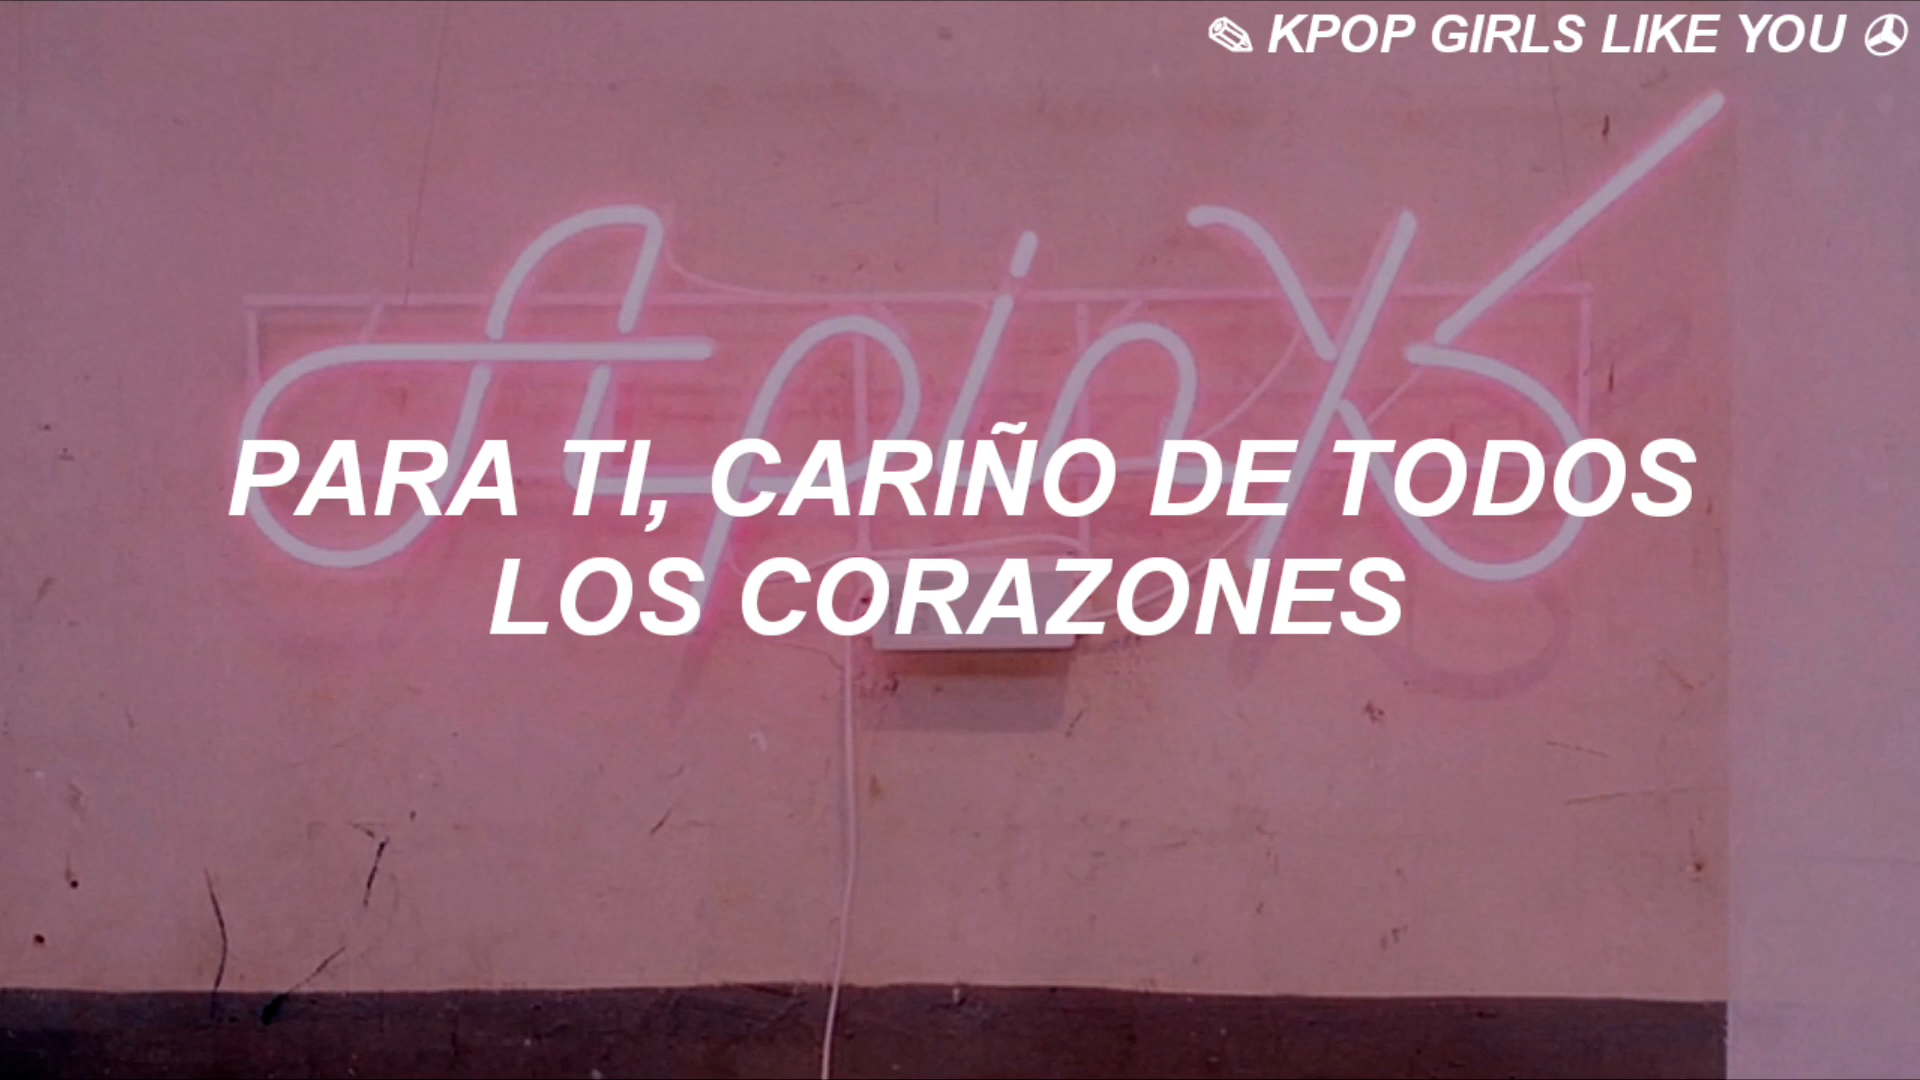 ✎ KPOP GIRLS LIKE YOU
Apink
PARA TI, CARIÑO DE TODOS
LOS CORAZONES